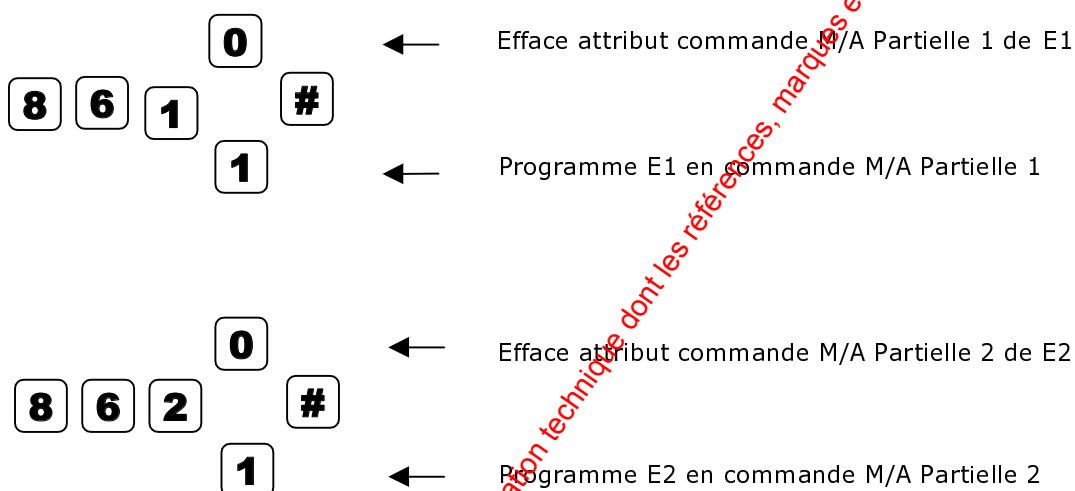 0
Efface attribut commande M/A Partielle 1 de E1
8 6 1 #
1
Programme E1 en commande M/A Partielle 1
0
Efface attribut commande M/A Partielle 2 de E2
8 6 2 #
1
Programme E2 en commande M/A Partielle 2
ation technique dont les références, marques e